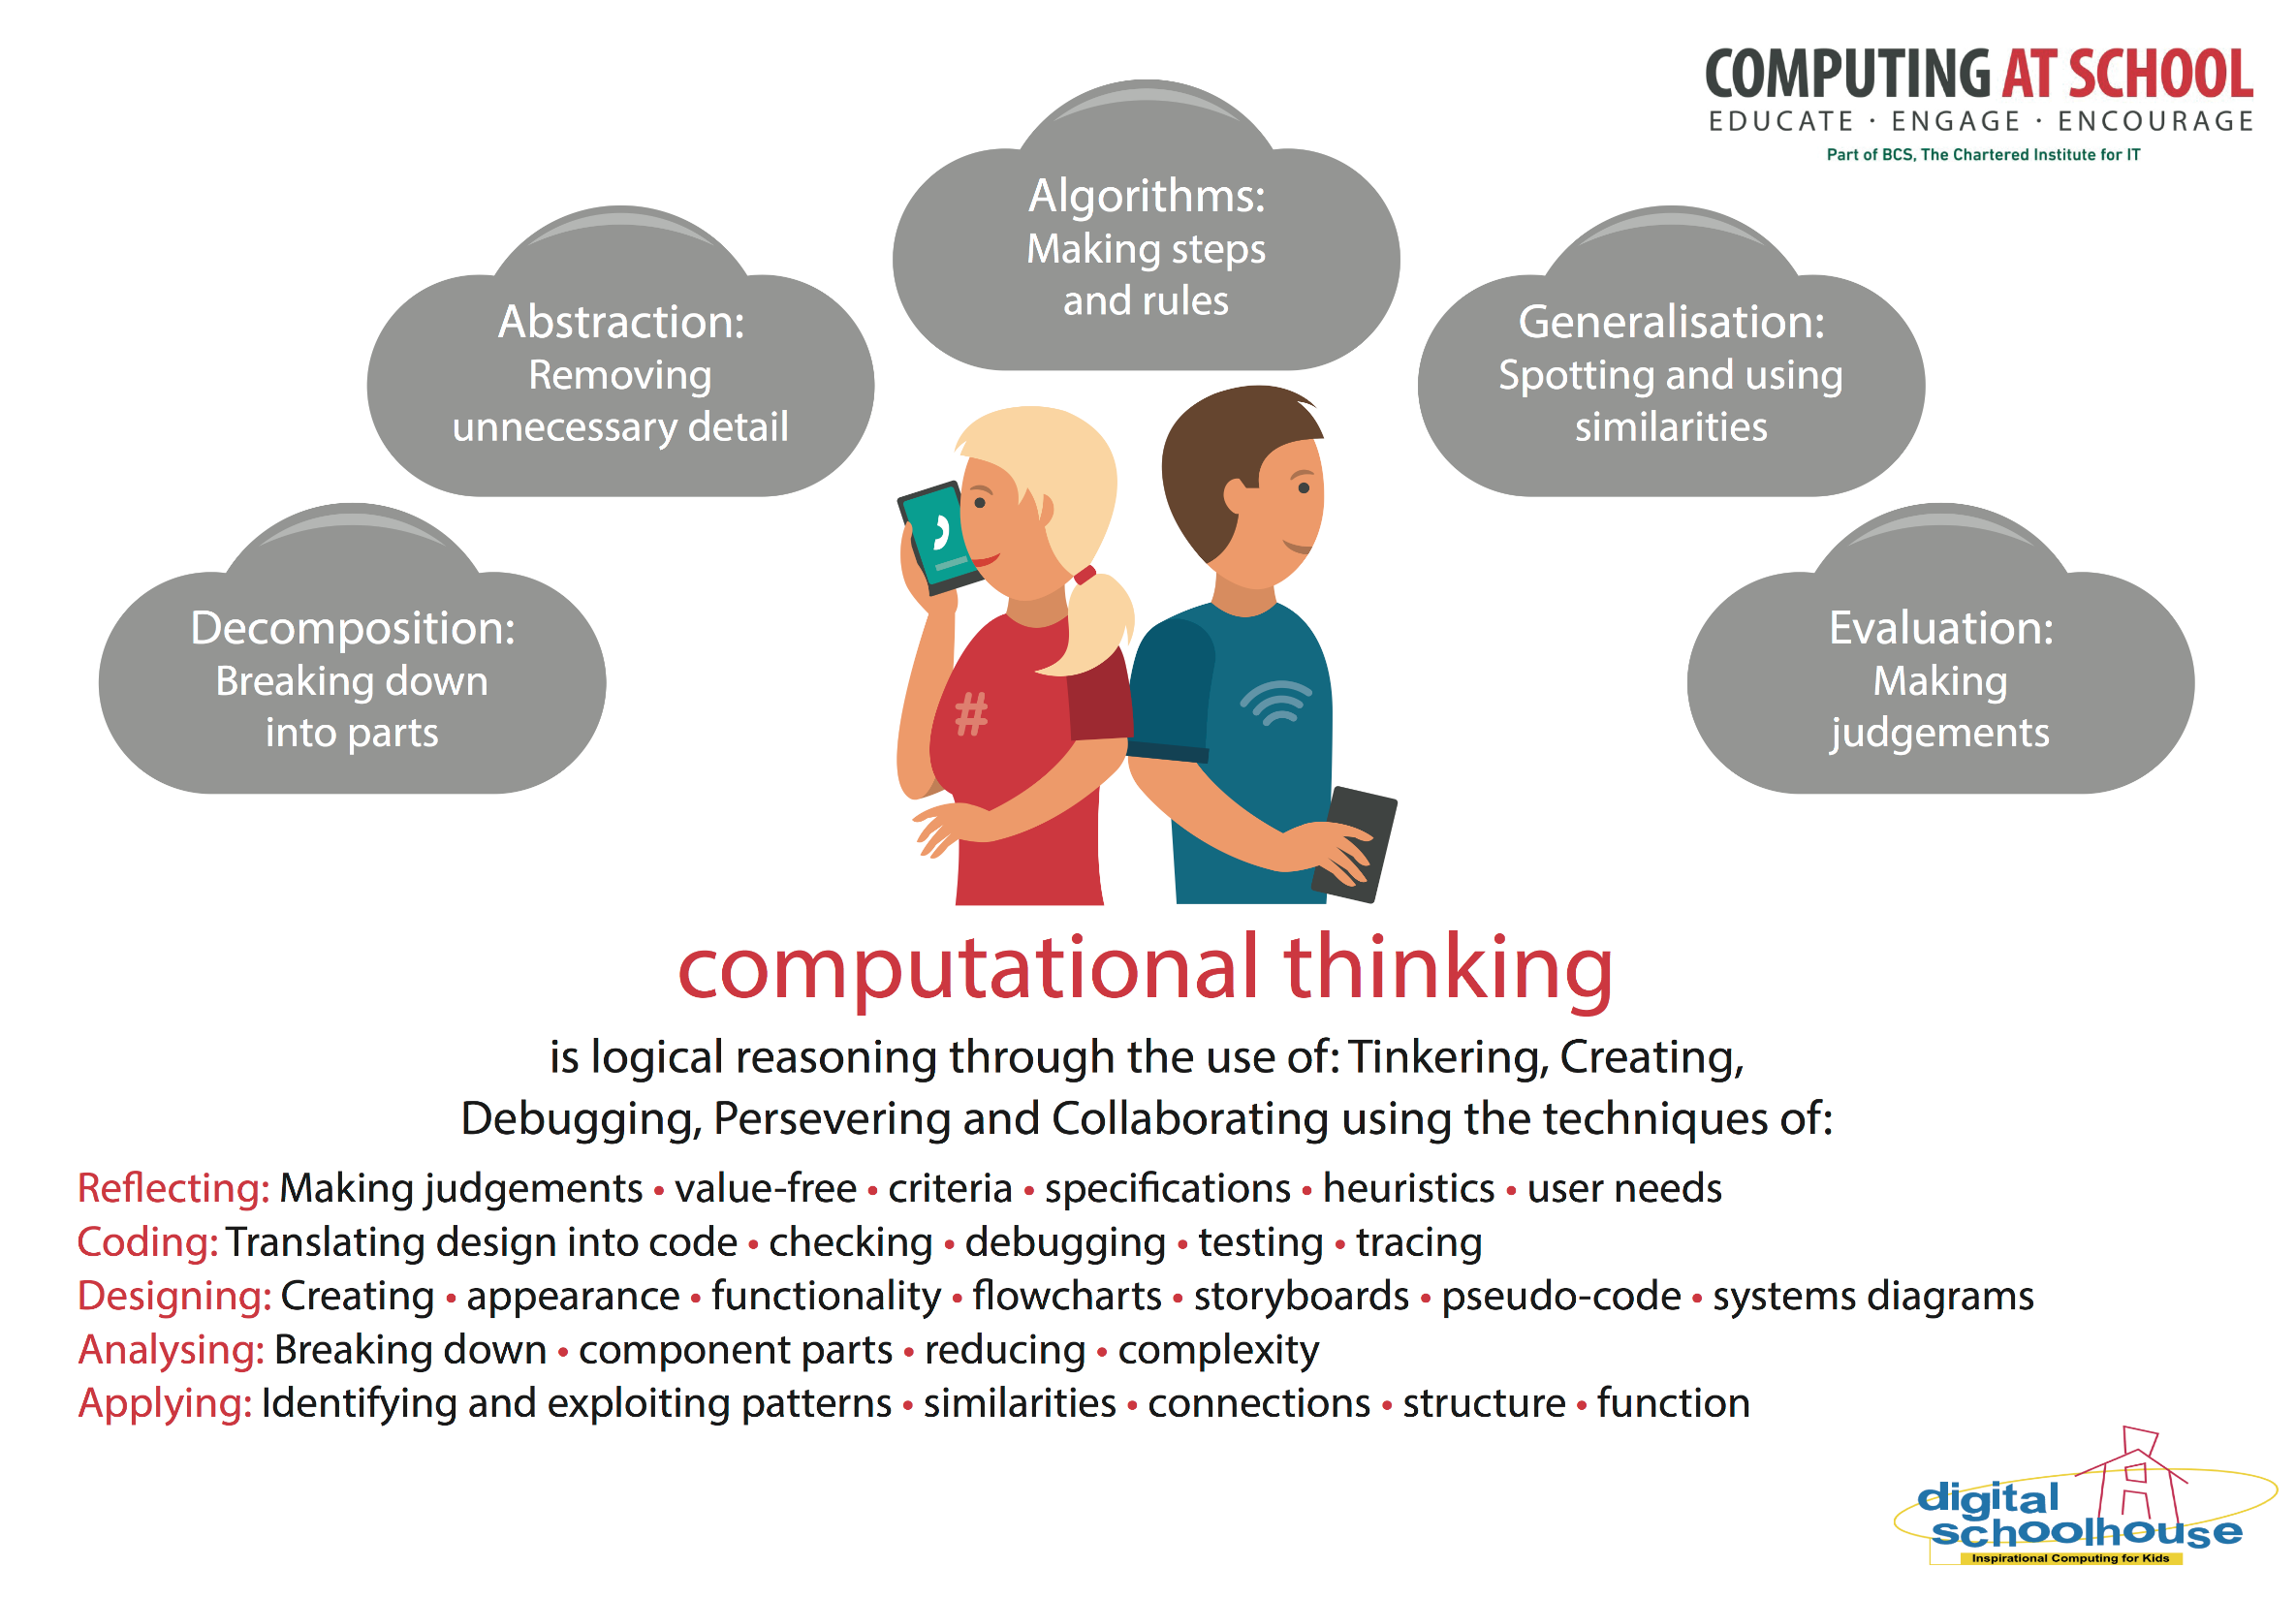 COMPUTING AT SCHOOL
EDUCATE · ENGAGE · ENCOURAGE
Part of BCS, The Chartered Institute for IT
Algorithms:
Making steps
and rules
Abstraction:
Removing
unnecessary detail
Generalisation:
Spotting and using
similarities
Decomposition:
Breaking down
into parts
Evaluation:
Making
judgements
#
computational thinking
is logical reasoning through the use of: Tinkering, Creating,
Debugging, Persevering and Collaborating using the techniques of:
Reflecting: Making judgements • value-free • criteria • specifications • heuristics • user needs
Coding: Translating design into code • checking • debugging • testing • tracing
Designing: Creating • appearance • functionality • flowcharts • storyboards • pseudo-code • systems diagrams
Analysing: Breaking down • component parts • reducing • complexity
Applying: Identifying and exploiting patterns • similarities • connections • structure • function
digital
schoolhouse
Inspirational Computing for Kids